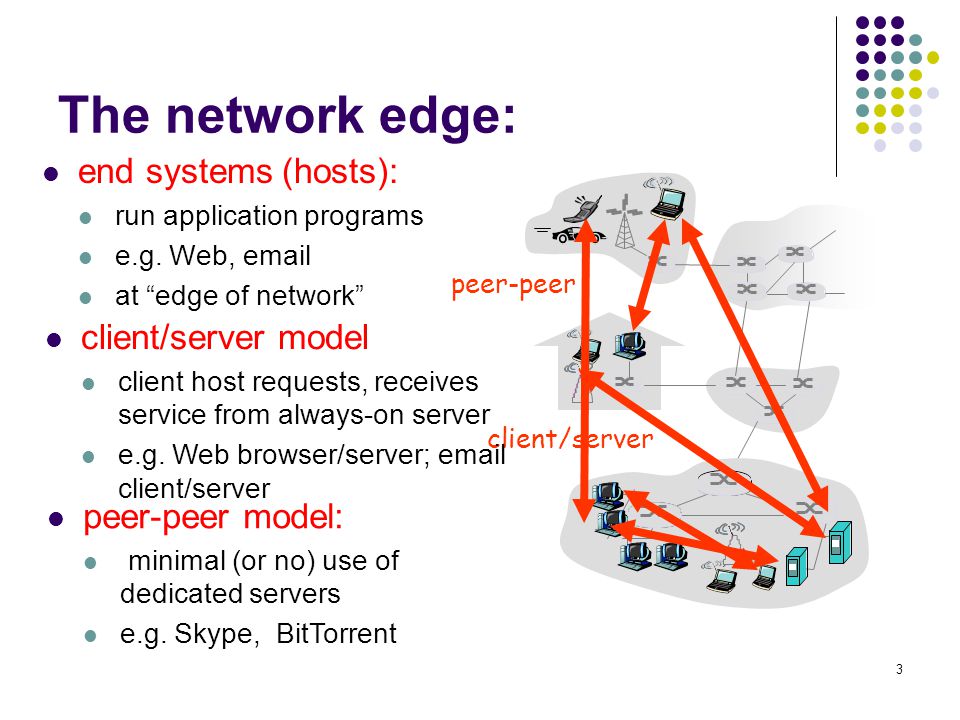 The network edge:
end systems (hosts):
run application programs
e.g. Web, email
at “edge of network”
client/server model
client host requests, receives
service from always-on server
e.g. Web browser/server; email
client/server
peer-peer model:
minimal (or no) use of
dedicated servers
e.g. Skype, BitTorrent
peer-peer
client/server
3